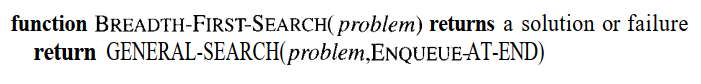 function BREADTH-FIRST-SEARCH( problem) returns a solution or failure
return GENERAL-SEARCH(problem,ENQUEUE-AT-END)